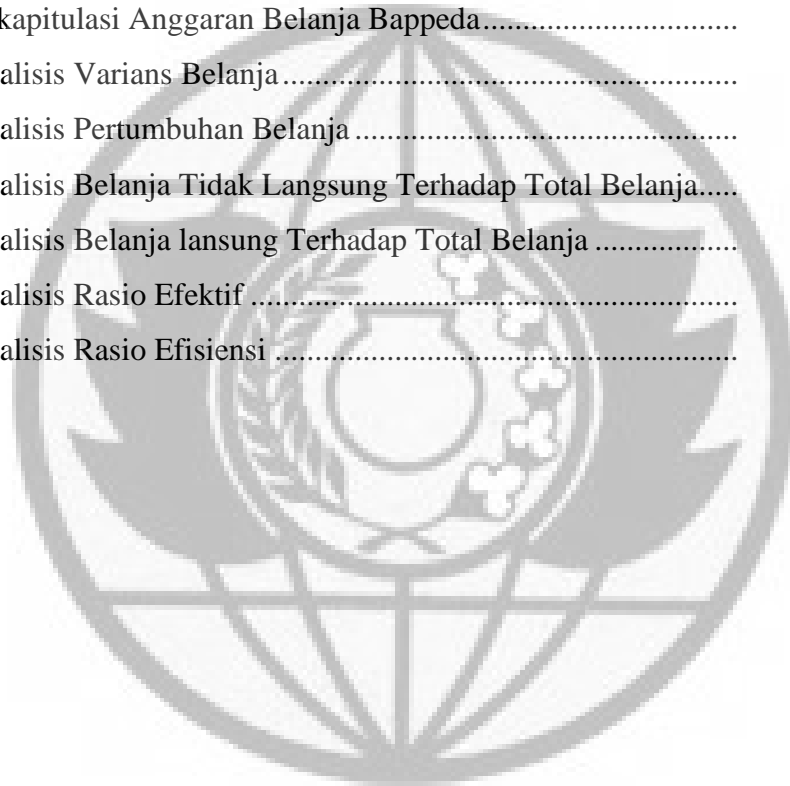 kapitulasi Anggaran Belanja Bappeda.................................
alisis Varians Belanja..........................................................
alisis Pertumbuhan Belanja .................................................
alisis Belanja Tidak Langsung Terhadap Total Belanja.....
alisis Belanja lansung Terhadap Total Belanja ..................
alisis Rasio Efektif ..............................................................
alisis Rasio Efisiensi ...........................................................